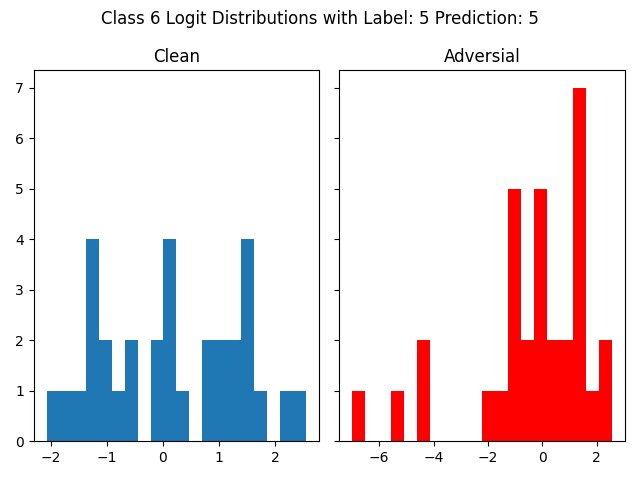 Class 6 Logit Distributions with Label: 5 Prediction: 5
Clean
Adversial
7
6
5
4
3
2
1
0
−2 −1 0 1 2
−6 −4 −2 0 2